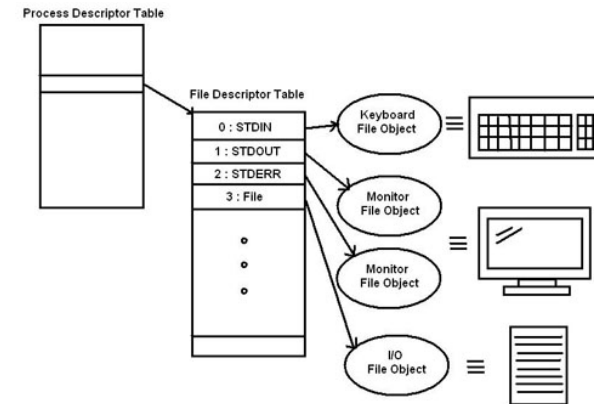 Process Descriptor Table
File Descriptor Table
0 : STDIN
1 : STDOUT
2 : STDERR
3 : File
Keyboard
File Object
Monitor
File Object
Monitor
File Object
I/O
File Object